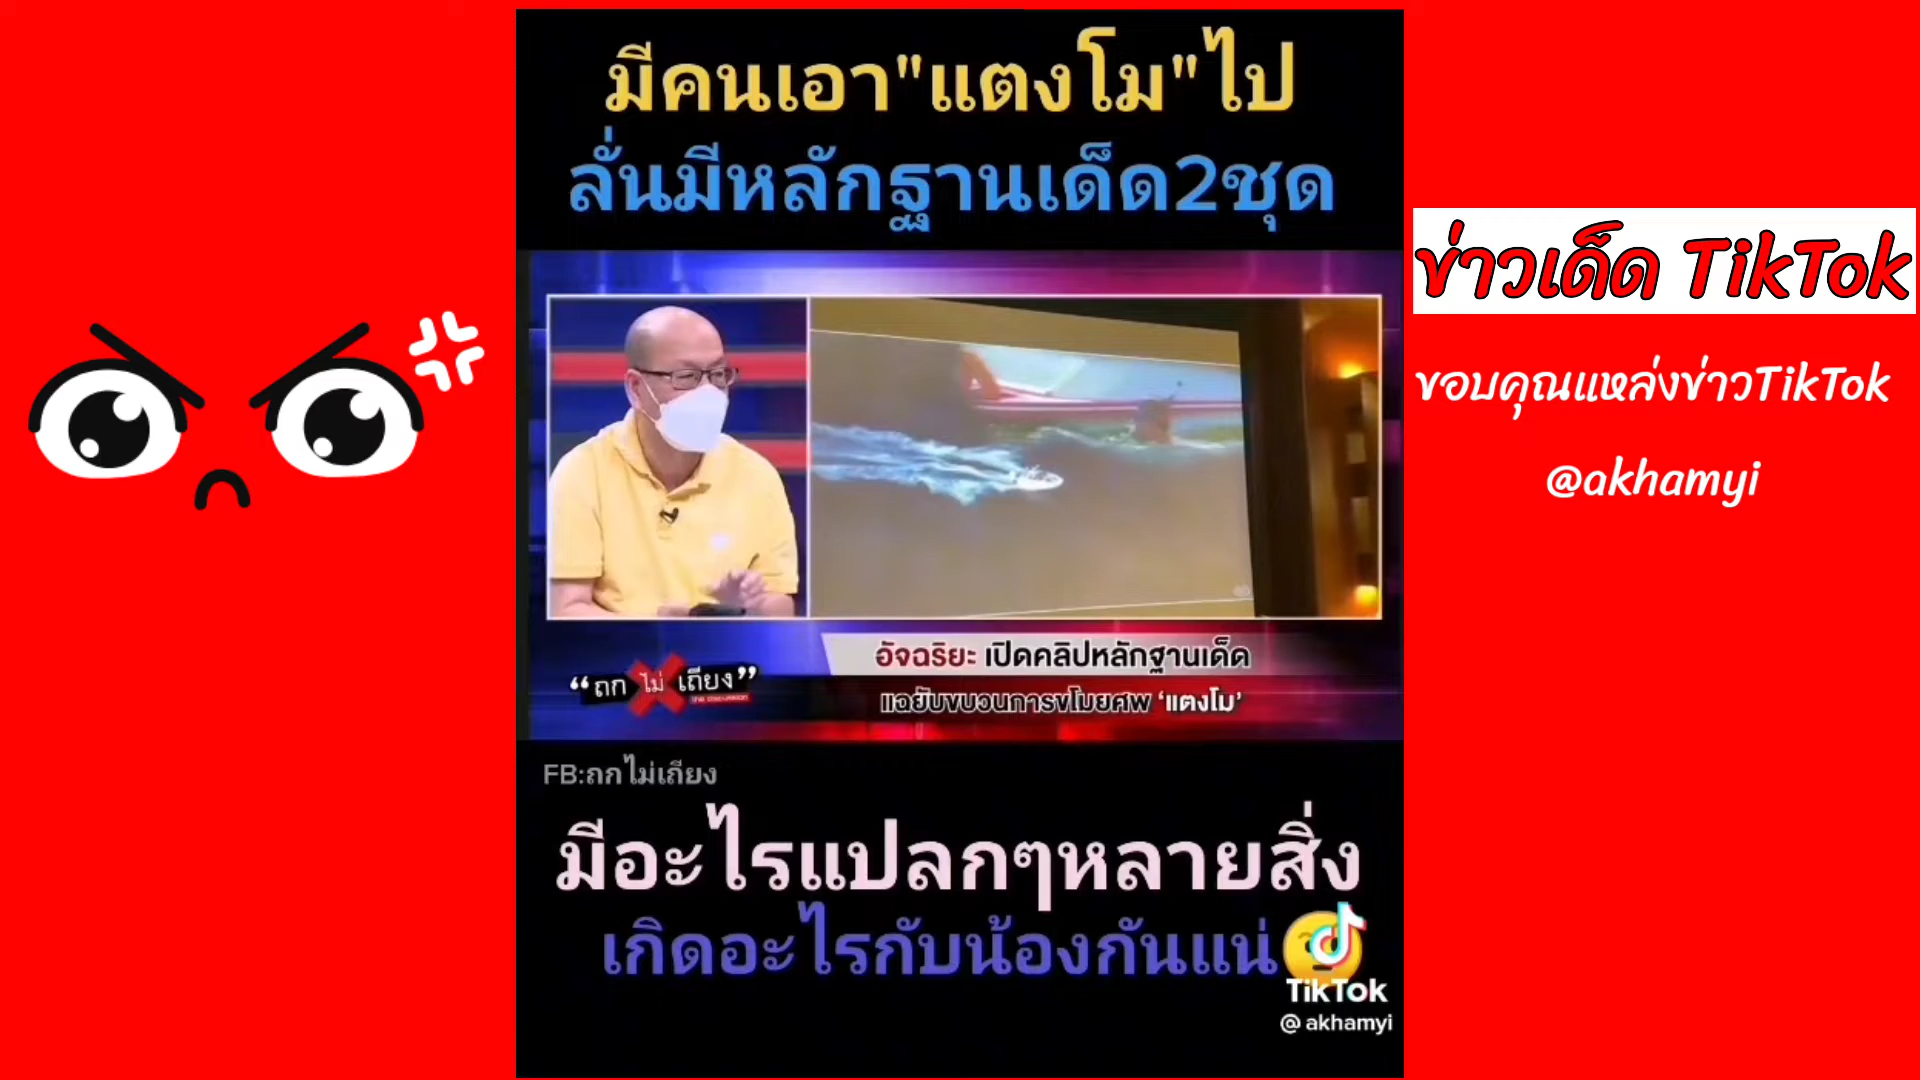 มีคนเอา"แตงโม"ไป
ลั่นมีหลักฐานเด็ด2ชุด
อัจฉริยะ เปิดคลิปหลักฐานเด็ด
แฉยับขบวนการขโมยศพ ‘แตงโม’
“ถก ไม่ เถียง”
FB:ถกไม่เถียง
มีอะไรแปลกๆหลายสิ่ง
เกิดอะไรกับน้องกันแน่
TikTok
@akhamyi
ข่าวเด็ด TikTok
ขอบคุณแหล่งข่าวTikTok
@akhamyi